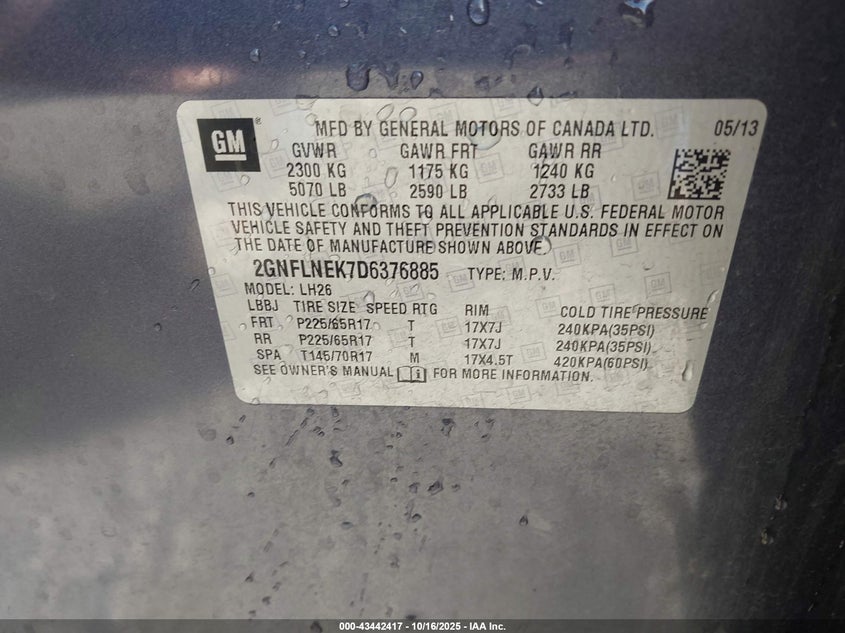 GM ® MFD BY GENERAL MOTORS OF CANADA LTD. 05/13
GVWR GAWR FRT GAWR RR
2300 KG 1175 KG 1240 KG
5070 LB 2590 LB 2733 LB
THIS VEHICLE CONFORMS TO ALL APPLICABLE U.S. FEDERAL MOTOR
VEHICLE SAFETY AND THEFT PREVENTION STANDARDS IN EFFECT ON
THE DATE OF MANUFACTURE SHOWN ABOVE.
2GNFLNEK7D6376885 TYPE: M.P.V.
MODEL: LH26
LBBJ TIRE SIZE SPEED RTG RIM COLD TIRE PRESSURE
FRT P225/65R17 T 17X7J 240KPA(35PSI)
RR P225/65R17 T 17X7J 240KPA(35PSI)
SPA T145/70R17 M 17X4.5T 420KPA(60PSI)
SEE OWNER'S MANUAL FOR MORE INFORMATION.
000-43442417 - 10/16/2025 - IAA Inc.